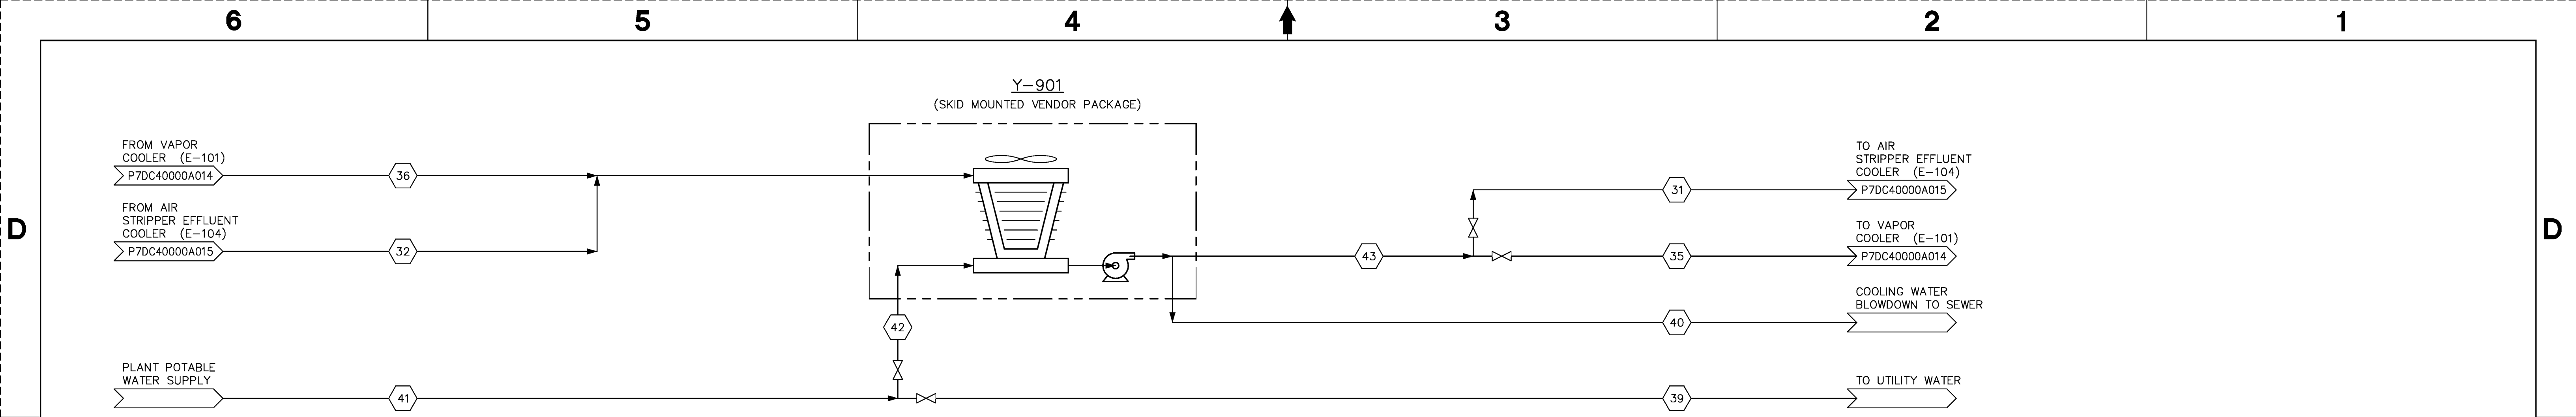 6 5 4 3 2 1
D D
Y-901
(SKID MOUNTED VENDOR PACKAGE)
FROM VAPOR
COOLER (E-101)
P7DC40000A014
36
FROM AIR
STRIPPER EFFLUENT
COOLER (E-104)
P7DC40000A015
32
PLANT POTABLE
WATER SUPPLY
41
42
43
TO AIR
STRIPPER EFFLUENT
COOLER (E-104)
31
P7DC40000A015
TO VAPOR
COOLER (E-101)
35
P7DC40000A014
COOLING WATER
BLOWDOWN TO SEWER
40
TO UTILITY WATER
39